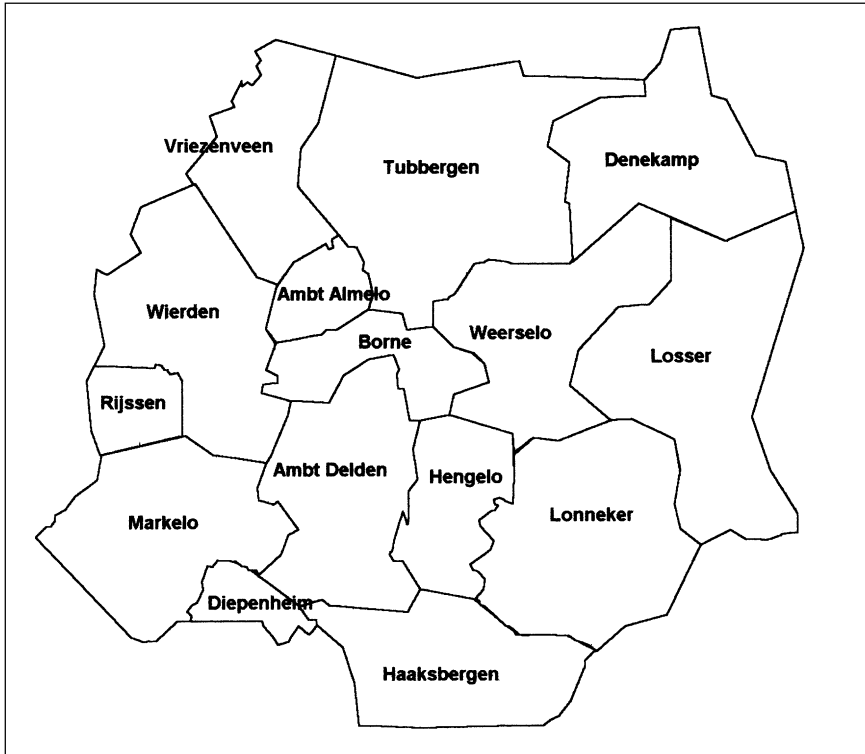 Vriezenveen
Tubbergen
Denekamp
Ambt Almelo
Wierden
Borne
Weerselo
Losser
Rijssen
Ambt Delden
Hengelo
Markelo
Lonneker
Diepenheim
Haaksbergen